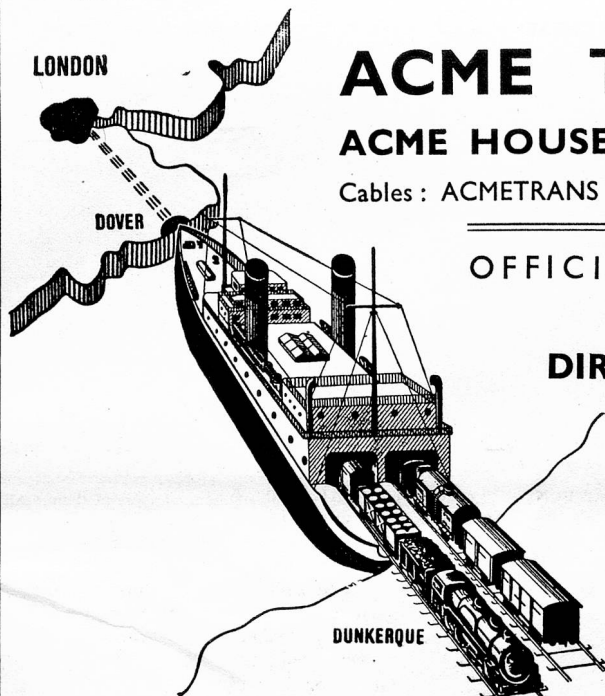 LONDON
ACME
ACME HOUSE
Cables : ACMETRANS
DOVER
OFFICI
DIR
DUNKERQUE